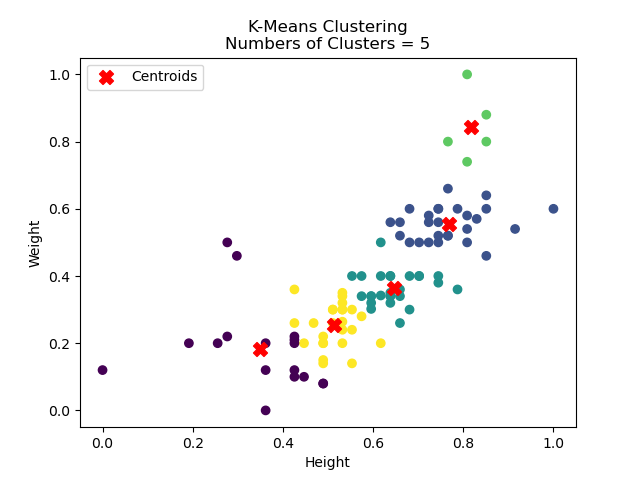 K-Means Clustering
Numbers of Clusters = 5
Centroids
1.0
0.8
0.6
0.4
0.2
0.0
Weight
0.0 0.2 0.4 0.6 0.8 1.0
Height